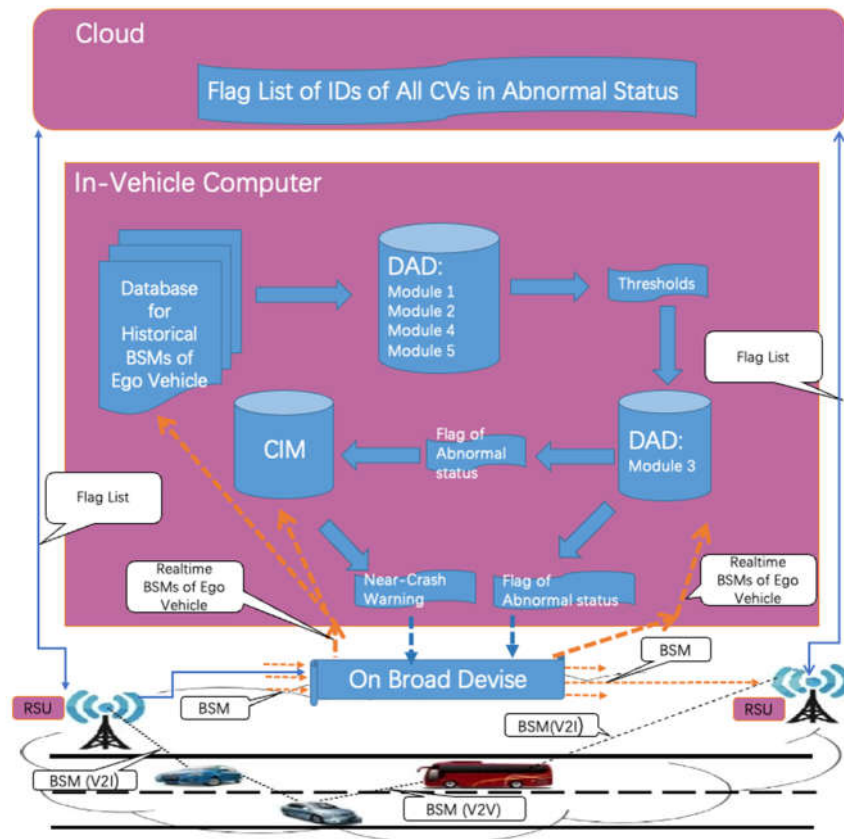 Cloud
Flag List of IDs of All CVs in Abnormal Status
In-Vehicle Computer
Database
for
Historical
BSMs of
Ego Vehicle
DAD:
Module 1
Module 2
Module 4
Module 5
Thresholds
Flag List
CIM
Flag of
Abnormal
status
DAD:
Module 3
Flag List
Realtime
BSMs of Ego
Vehicle
Near-Crash
Warning
Flag of
Abnormal status
Realtime
BSMs of Ego
Vehicle
On Broad Devise
BSM
BSM
RSU
RSU
BSM(V2I)
BSM (V2I)
BSM (V2V)